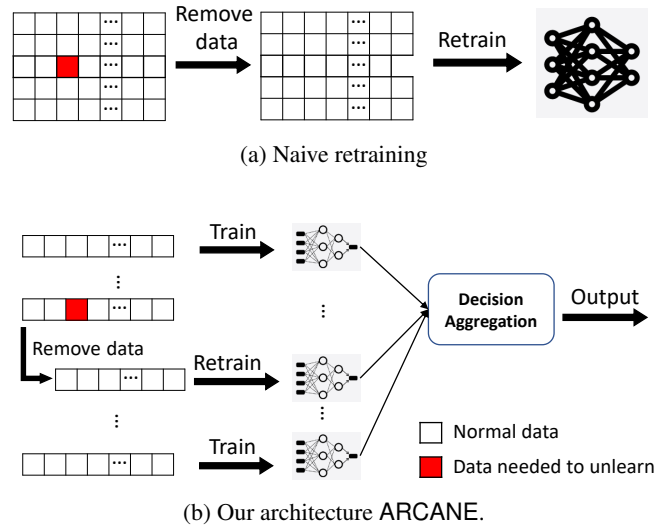 Remove
data
Retrain
...
...
...
...
...
...
...
...
...
...
(a) Naive retraining
Train
...
...
...
Decision
Aggregation
Output
...
Remove data
Retrain
...
...
...
Train
Normal data
...
Data needed to unlearn
(b) Our architecture ARCANE.